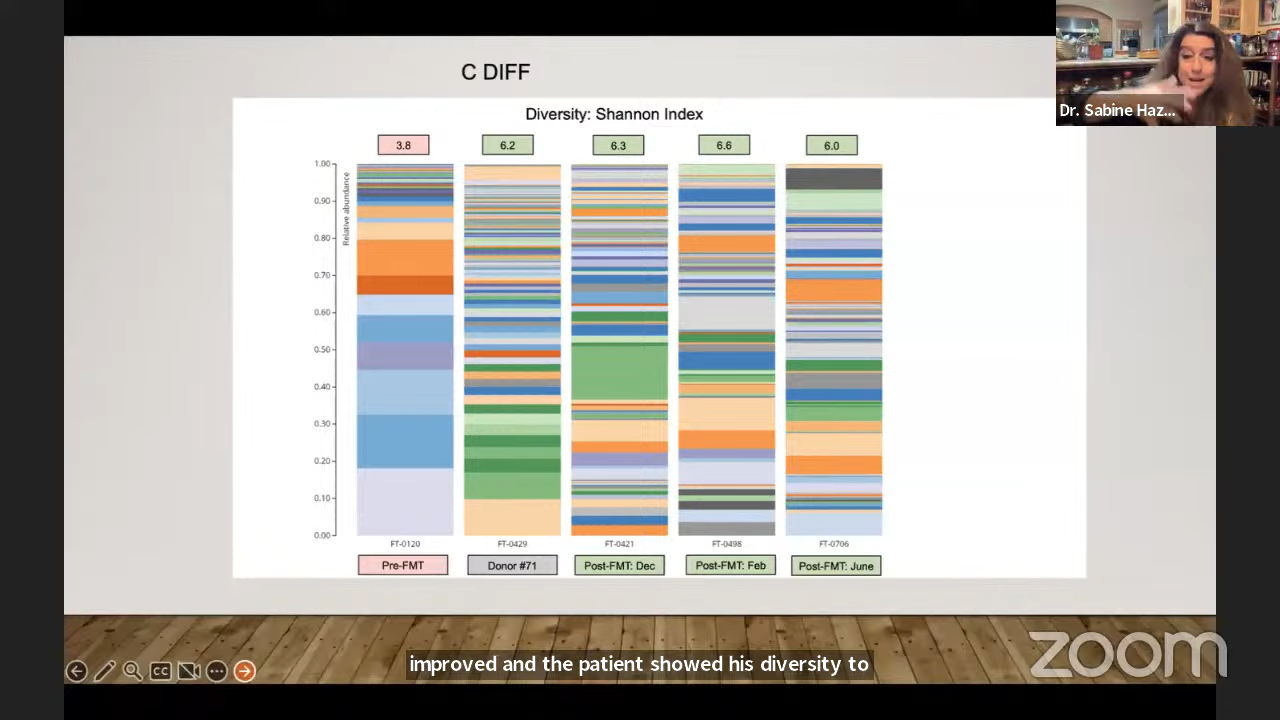 C DIFF
Dr. Sabine Haz...
Diversity: Shannon Index
3.8 6.2 6.3 6.6 6.0
1.00
0.90
0.80
0.70
0.60
0.50
0.40
0.30
0.20
0.10
0.00
Relative abundance
FT-0120 FT-0429 FT-0421 FT-0498 FT-0706
Pre-FMT Donor #71 Post-FMT: Dec Post-FMT: Feb Post-FMT: June
improved and the patient showed his diversity to
CC
zoom